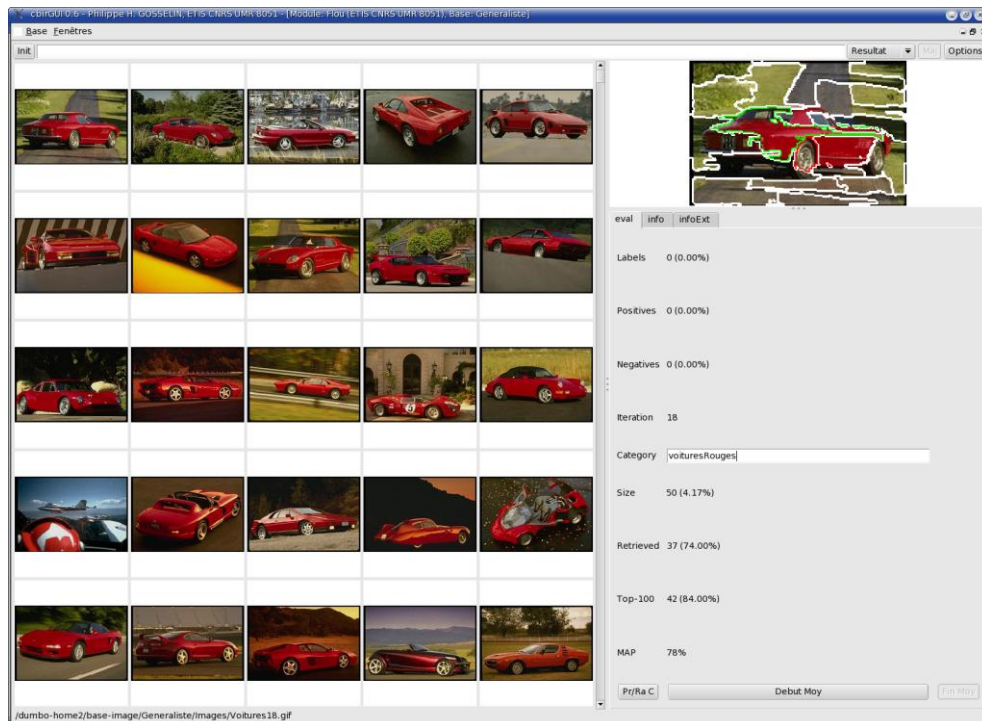 cbirGUI 0.6 - Philippe H. GOSSELIN, ETIS CNRS UMR 8051 - [Module: Flou (ETIS CNRS UMR 8051), Base: Generaliste]
Base Fenêtres
Init Resultat Maj Options
eval info infoExt
Labels 0 (0.00%)
Positives 0 (0.00%)
Negatives 0 (0.00%)
Iteration 18
Category voituresRouges
Size 50 (4.17%)
Retrieved 37 (74.00%)
Top-100 42 (84.00%)
MAP 78%
Pr/Ra C Debut Moy Fin Moy
/dumbo-home2/base-image/Generaliste/Images/Voitures18.gif